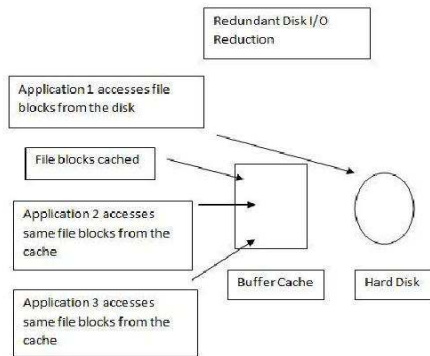 Redundant Disk I/O
Reduction
Application 1 accesses file
blocks from the disk
File blocks cached
Application 2 accesses
same file blocks from the
cache
Buffer Cache
Hard Disk
Application 3 accesses
same file blocks from the
cache